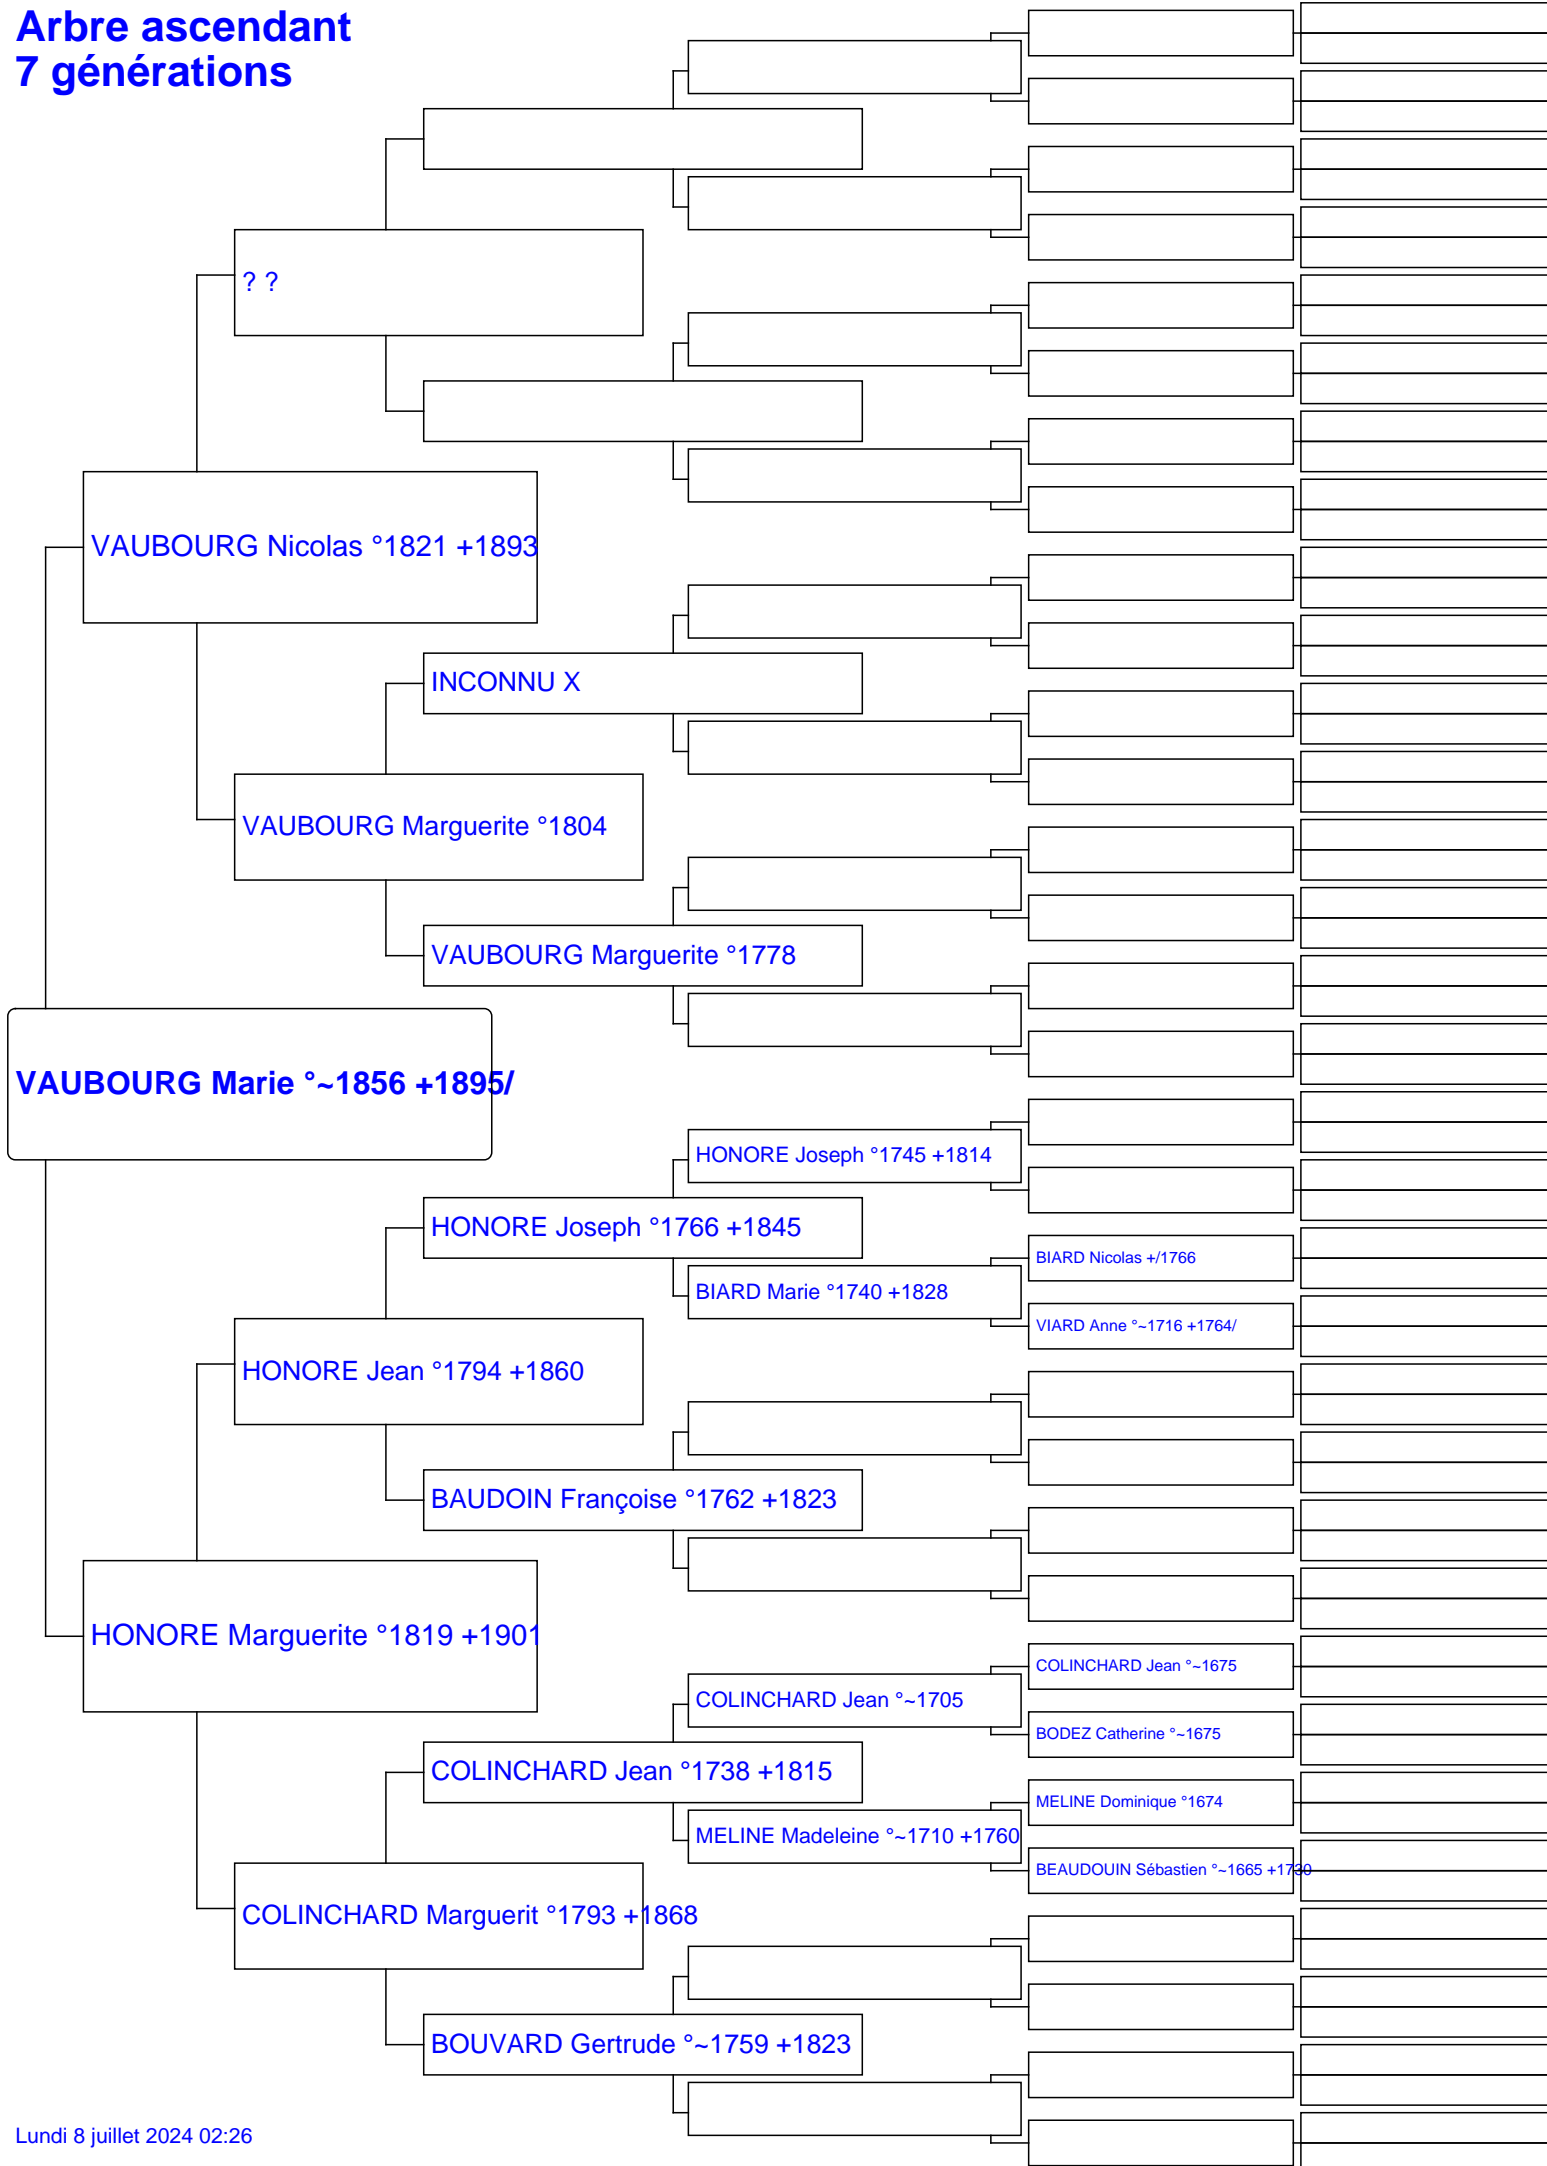 Arbre ascendant
7 générations
? ?
VAUBOURG Nicolas °1821 +1893
INCONNU X
VAUBOURG Marguerite °1804
VAUBOURG Marguerite °1778
VAUBOURG Marie °~1856 +1895/
HONORE Joseph °1745 +1814
HONORE Joseph °1766 +1845
BIARD Nicolas +/1766
BIARD Marie °1740 +1828
VIARD Anne °~1716 +1764/
HONORE Jean °1794 +1860
BAUDOIN Françoise °1762 +1823
HONORE Marguerite °1819 +1901
COLINCHARD Jean °~1675
COLINCHARD Jean °~1705
BODEZ Catherine °~1675
COLINCHARD Jean °1738 +1815
MELINE Dominique °1674
MELINE Madeleine °~1710 +1760
BEAUDOUIN Sébastien °~1665 +1730
COLINCHARD Marguerit °1793 +1868
BOUVARD Gertrude °~1759 +1823
Lundi 8 juillet 2024 02:26